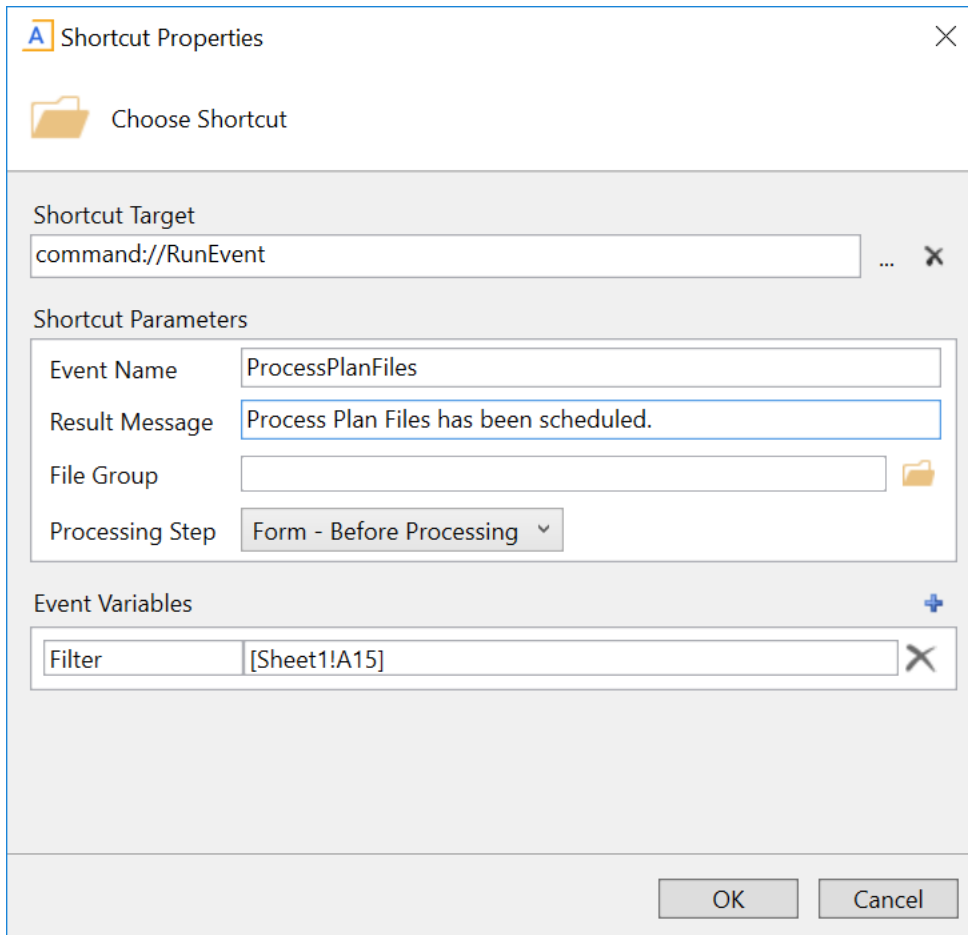 A Shortcut Properties
Choose Shortcut
Shortcut Target
command://RunEvent ...
Shortcut Parameters
Event Name ProcessPlanFiles
Result Message Process Plan Files has been scheduled.
File Group
Processing Step Form - Before Processing
Event Variables
Filter [Sheet1!A15]
OK Cancel